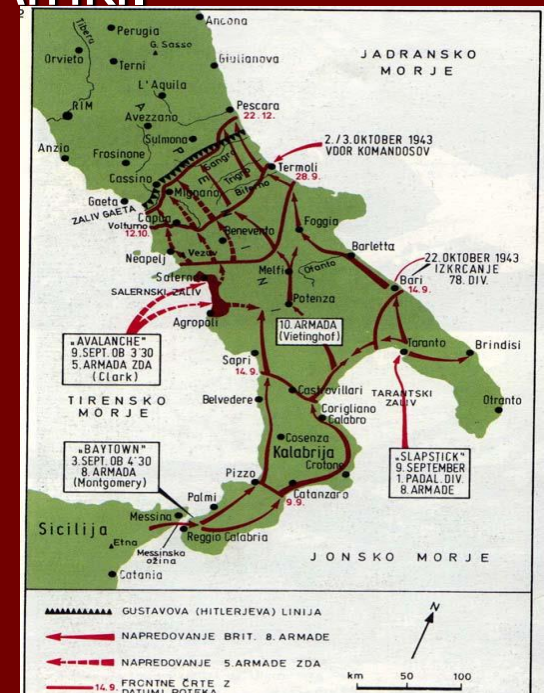 Ancona
Perugia
G. Sasso
Tibera
Orvieto
Terni
Giulianova
JADRANSKO
MORJE
L'Aquila
RIM
Pescara
22.12.
Avezzano
Sulmona
2./3. OKTOBER 1943
VDOR KOMANDOSOV
Anzio
Frosinone
Sangro
Trigno
Termoli
28.9.
Cassino
Mignano
Biferno
Gaeta
ZALIV GAETA
Capua
Volturno
12.10.
Foggia
Benevento
Barletta
22. OKTOBER 1943
IZKRCANJE
78. DIV.
Neapelj
Vezuv
Melfi
Ofanto
Bari
14.9.
Salerno
SALERNSKI ZALIV
Potenza
Agropoli
10. ARMADA
(Vietinghof)
Taranto
Brindisi
„AVALANCHE"
9. SEPT. OB 3'30
5. ARMADA ZDA
(Clark)
Sapri
14.9.
TIRENSKO
MORJE
Belvedere
Castrovillari
TARANTSKI
ZALIV
Otranto
Corigliano
Calabro
Cosenza
Kalabrija
„BAYTOWN"
3. SEPT. OB 4'30
8. ARMADA
(Montgomery)
Crotone
„SLAPSTICK"
9. SEPTEMBER
1. PADAL. DIV.
8. ARMADE
Pizzo
Palmi
Catanzaro
9.9.
Messina
Sicilija
Reggio Calabria
Etna
Messinska
ožina
JONSKO MORJE
Catania
GUSTAVOVA (HITLERJEVA) LINIJA
N
NAPREDOVANJE BRIT. 8. ARMADE
NAPREDOVANJE 5. ARMADE ZDA
14.9. FRONTNE ČRTE Z
DATUMI POTEKA
km 50 100